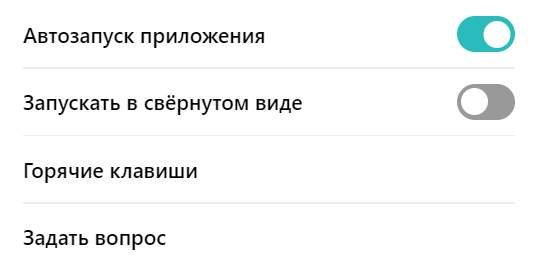 Автозапуск приложения
Запускать в свёрнутом виде
Горячие клавиши
Задать вопрос